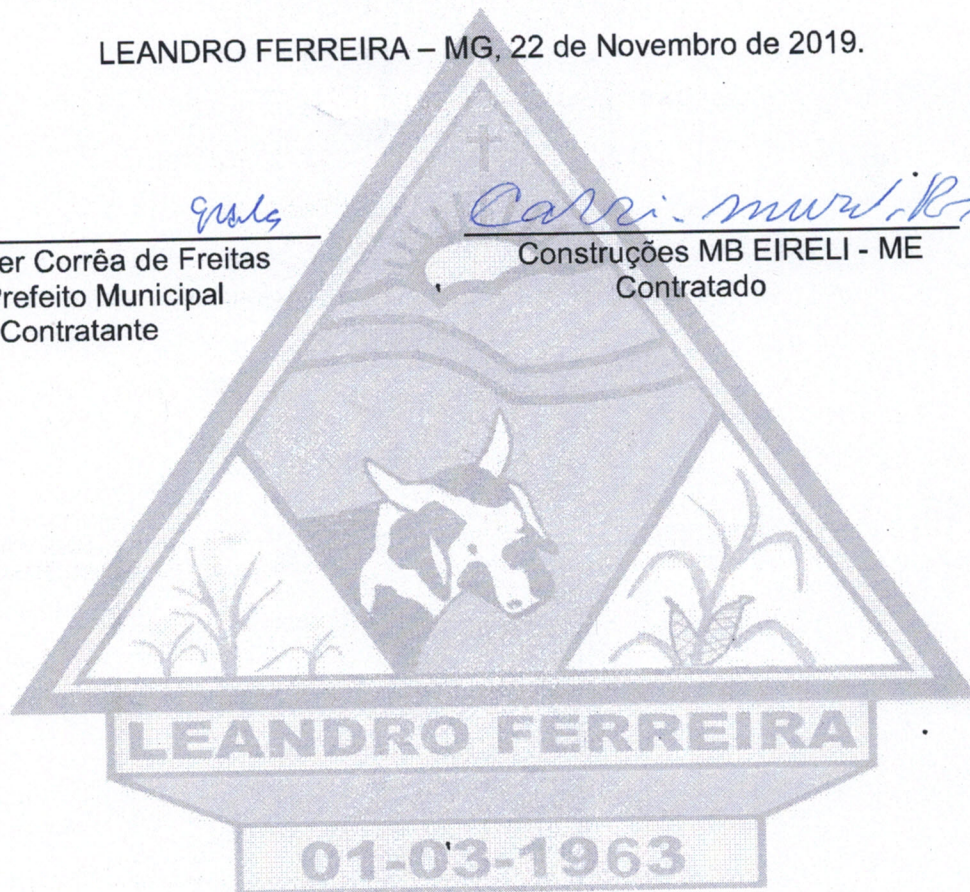 LEANDRO FERREIRA – MG, 22 de Novembro de 2019.
er Corrêa de Freitas
Prefeito Municipal
Contratante
Construções MB EIRELI - ME
Contratado
LEANDRO FERREIRA
01-03-1963